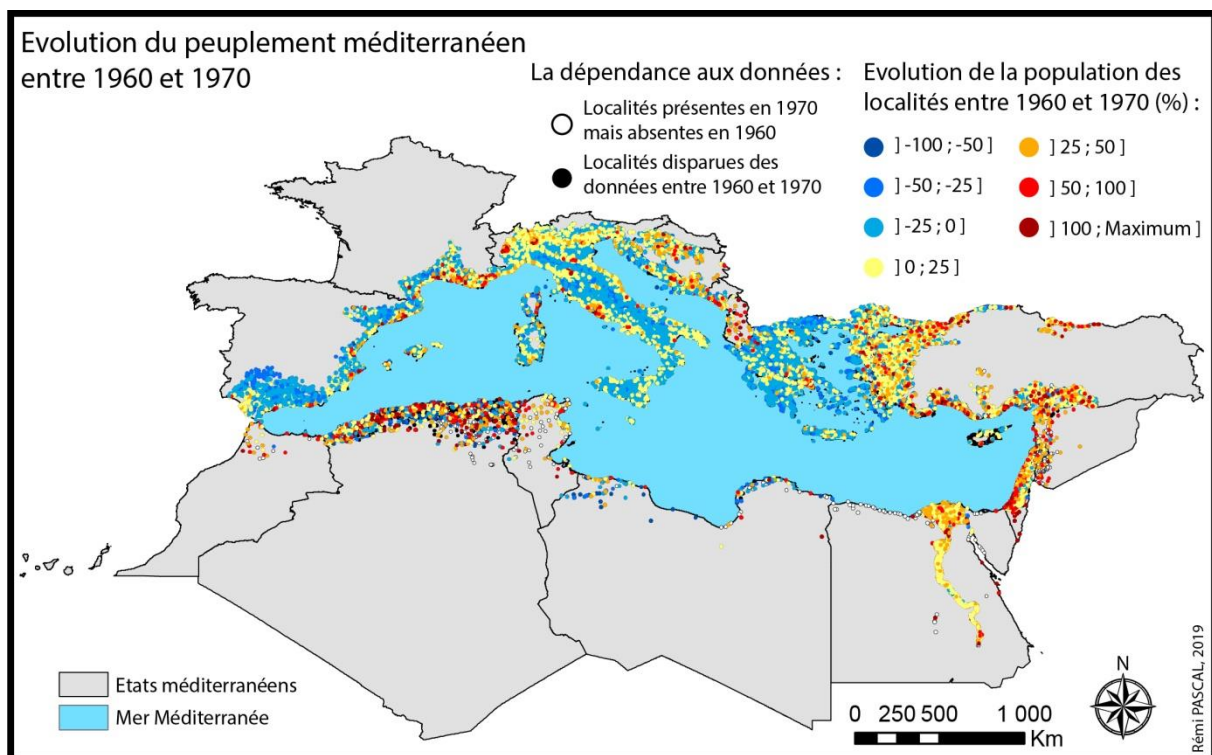 Evolution du peuplement méditerranéen
entre 1960 et 1970
La dépendance aux données :
Localités présentes en 1970
mais absentes en 1960
Localités disparues des
données entre 1960 et 1970
Evolution de la population des
localités entre 1960 et 1970 (%) :
] -100 ; -50 ]
] -50 ; -25 ]
] -25 ; 0 ]
] 0 ; 25 ]
] 25 ; 50 ]
] 50 ; 100 ]
] 100 ; Maximum ]
Etats méditerranéens
Mer Méditerranée
0 250 500 1 000
Km
N
Rémi PASCAL, 2019